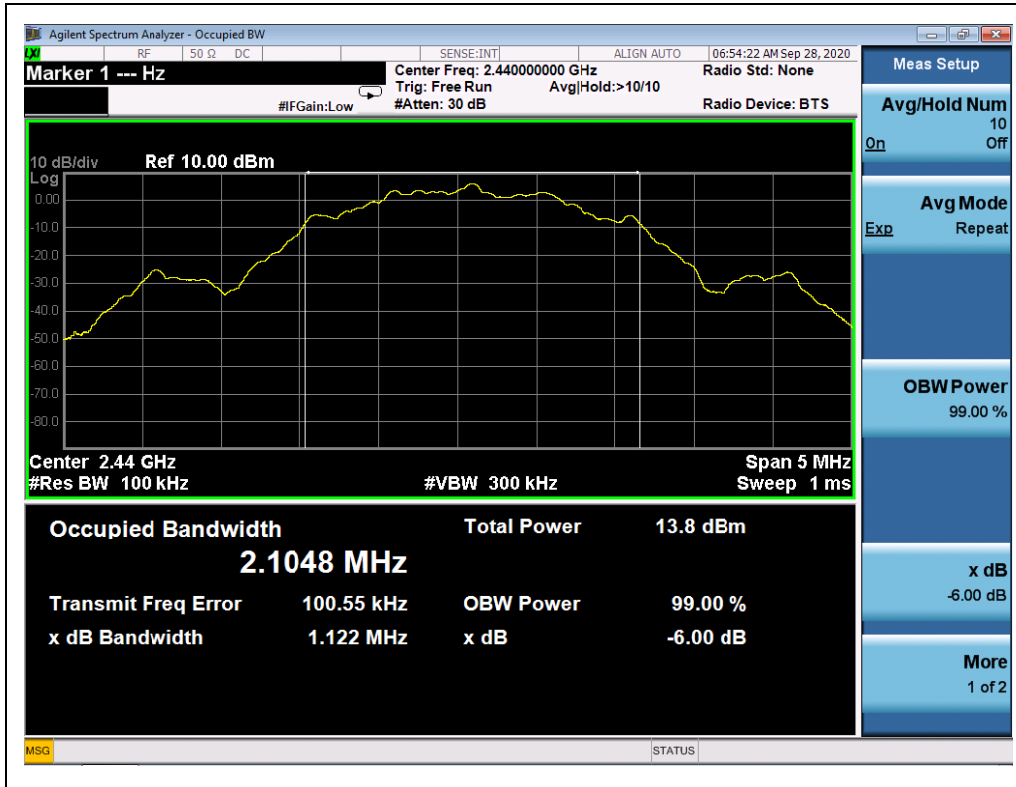 Agilent Spectrum Analyzer - Occupied BW
LXI RF 50 Ω DC SENSE:INT ALIGN AUTO 06:54:22 AM Sep 28, 2020
Marker 1 --- Hz
Center Freq: 2.440000000 GHz
Radio Std: None
Trig: Free Run Avg|Hold:>10/10
#IFGain:Low
#Atten: 30 dB
Radio Device: BTS
10 dB/div Ref 10.00 dBm
Log
0.00
-10.0
-20.0
-30.0
-40.0
-50.0
-60.0
-70.0
-80.0
Center 2.44 GHz Span 5 MHz
#Res BW 100 kHz #VBW 300 kHz Sweep 1 ms
Occupied Bandwidth
2.1048 MHz
Total Power 13.8 dBm
Transmit Freq Error 100.55 kHz OBW Power 99.00 %
x dB Bandwidth 1.122 MHz x dB -6.00 dB
Meas Setup
Avg/Hold Num
10
On Off
Avg Mode
Exp Repeat
OBW Power
99.00 %
x dB
-6.00 dB
More
1 of 2
MSG STATUS